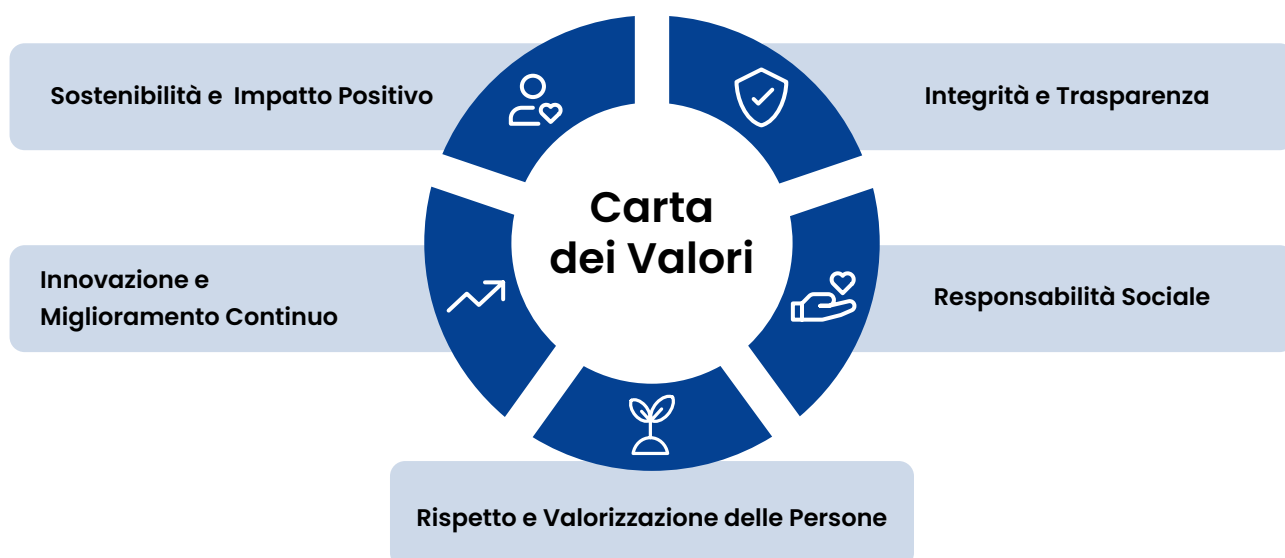 Sostenibilità e Impatto Positivo
Integrità e Trasparenza
Carta
dei Valori
Innovazione e
Miglioramento Continuo
Responsabilità Sociale
Rispetto e Valorizzazione delle Persone